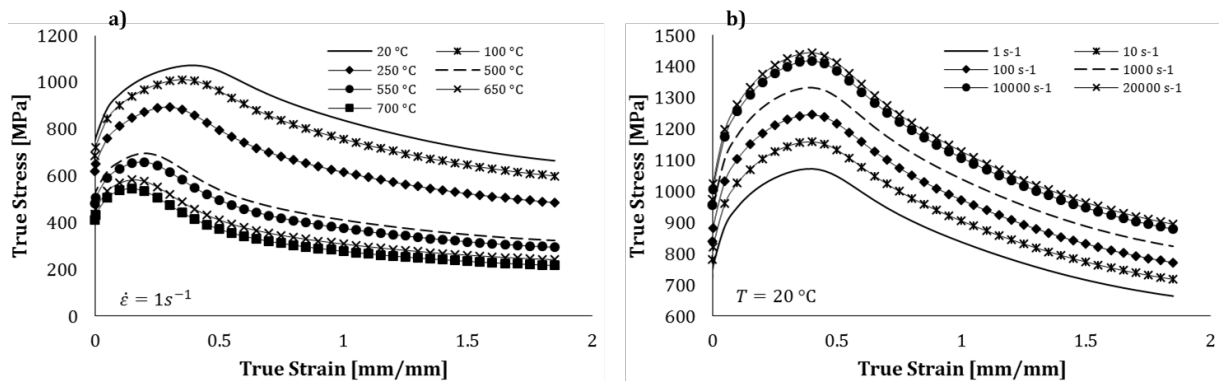 a)
True Stress [MPa]
1200
1000
800
600
400
200
0
20 °C
100 °C
250 °C
500 °C
550 °C
650 °C
700 °C
ε̇ = 1s⁻¹
0 0.5 1 1.5 2
True Strain [mm/mm]
b)
True Stress [MPa]
1500
1400
1300
1200
1100
1000
900
800
700
600
1 s-1
10 s-1
100 s-1
1000 s-1
10000 s-1
20000 s-1
T = 20 °C
0 0.5 1 1.5 2
True Strain [mm/mm]